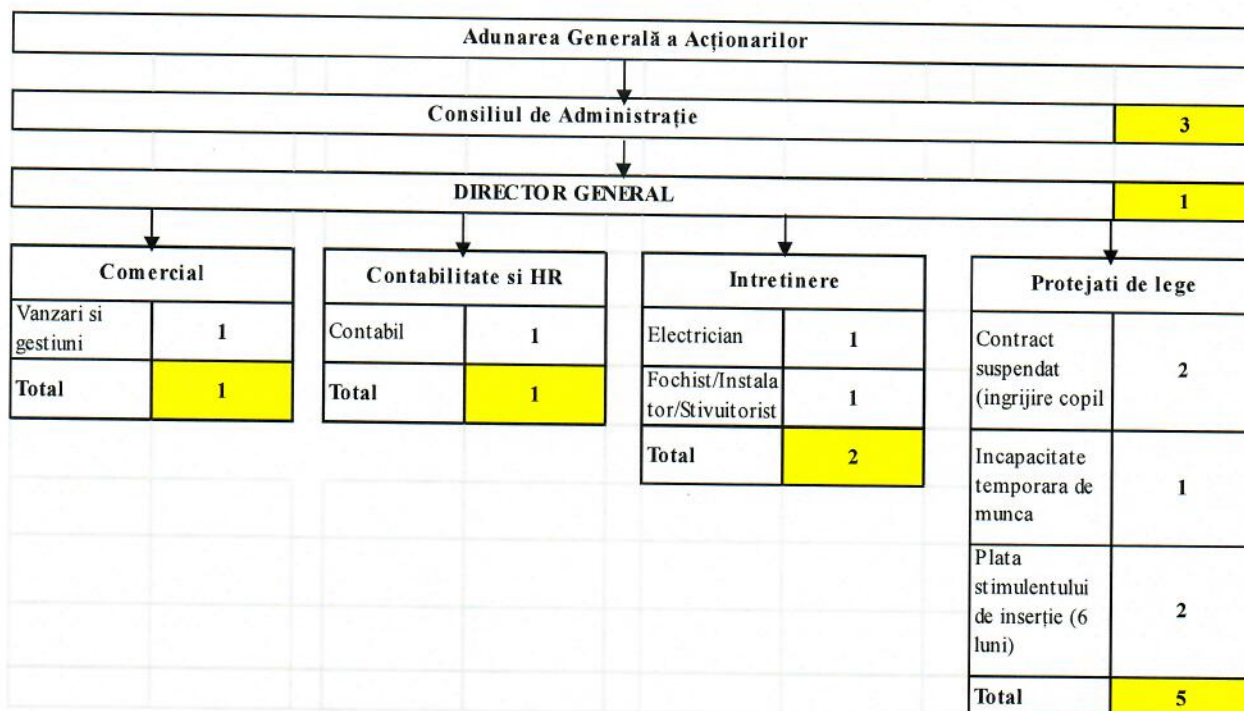 Adunarea Generală a Acționarilor
Consiliul de Administrație 3
DIRECTOR GENERAL 1
Comercial
Vanzari si
gestiuni 1
Total 1
Contabilitate si HR
Contabil 1
Total 1
Intretinere
Electrician 1
Fochist/Instala
tor/Stivuitorist 1
Total 2
Protejati de lege
Contract
suspendat
(ingrijire copil
2
Incapacitate
temporara de
munca
1
Plata
stimulentului
de inserție (6
luni)
2
Total 5